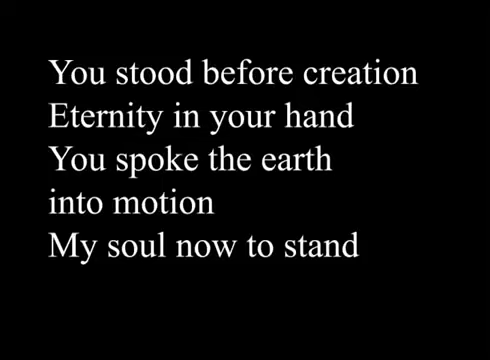 You stood before creation
Eternity in your hand
You spoke the earth
into motion
My soul now to stand